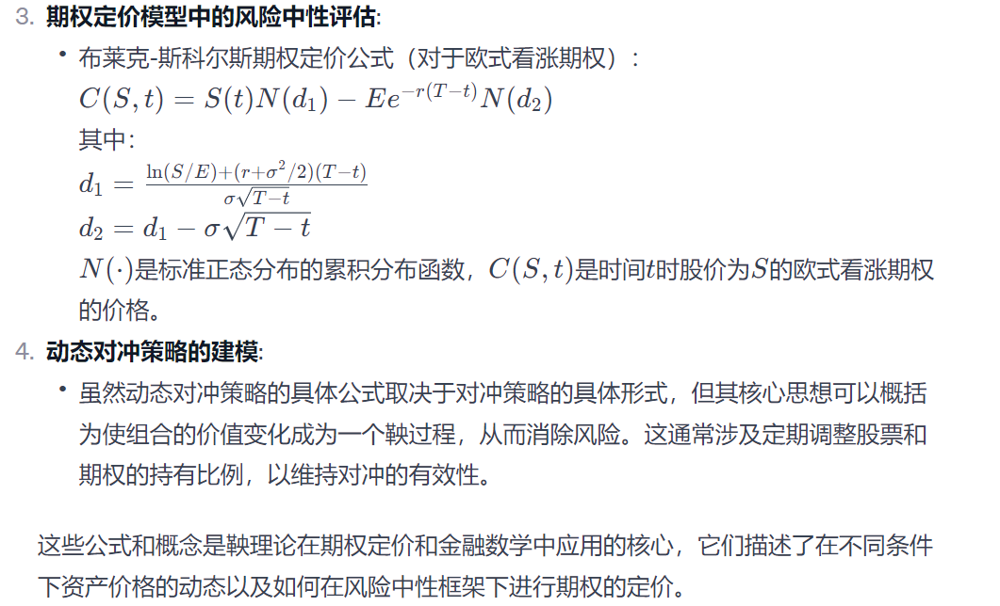 3. 期权定价模型中的风险中性评估:
• 布莱克-斯科尔斯期权定价公式（对于欧式看涨期权）：
C(S, t) = S(t)N(d₁) − Ee^{−r(T−t)}N(d₂)
其中：
d₁ = \frac{ln(S/E)+(r+σ²/2)(T−t)}{σ√(T−t)}
d₂ = d₁ − σ√(T − t)
N(·)是标准正态分布的累积分布函数，C(S, t)是时间t时股价为S的欧式看涨期权
的价格。
4. 动态对冲策略的建模:
• 虽然动态对冲策略的具体公式取决于对冲策略的具体形式，但其核心思想可以概括
为使组合的价值变化成为一个鞅过程，从而消除风险。这通常涉及定期调整股票和
期权的持有比例，以维持对冲的有效性。
这些公式和概念是鞅理论在期权定价和金融数学中应用的核心，它们描述了在不同条件
下资产价格的动态以及如何在风险中性框架下进行期权的定价。